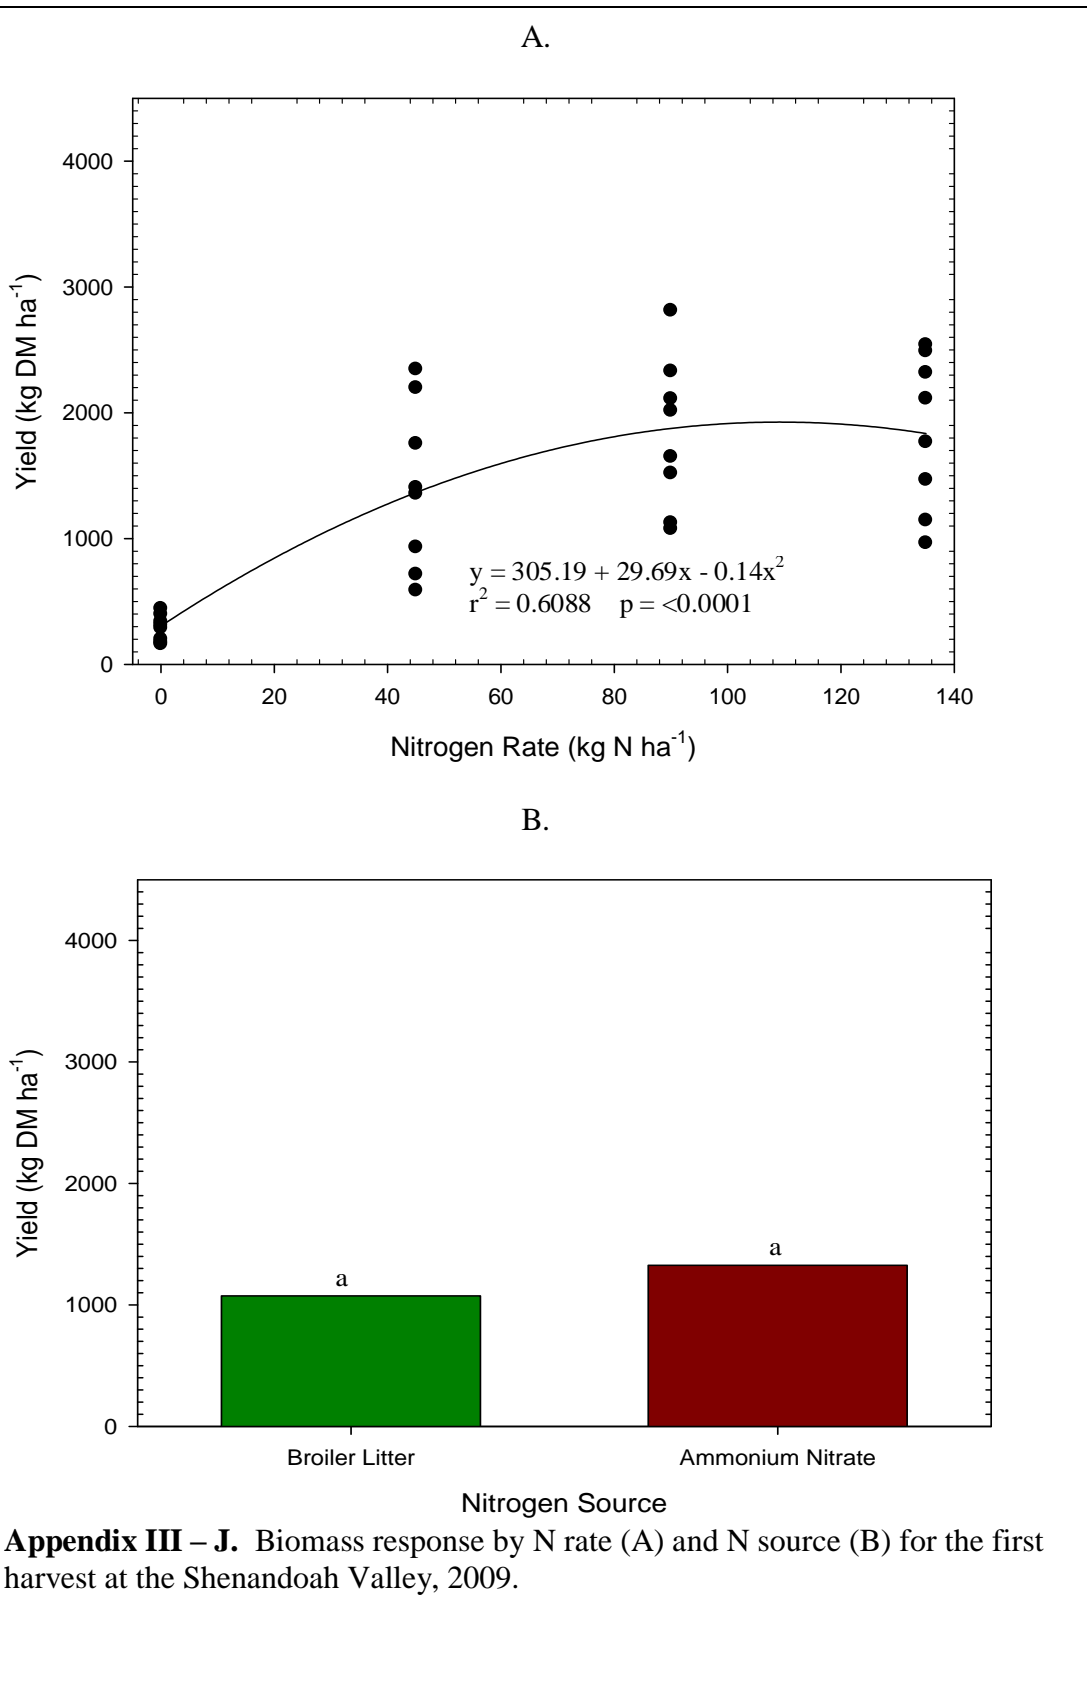 A.
4000
3000
2000
1000
0
Yield (kg DM ha⁻¹)
y = 305.19 + 29.69x - 0.14x²
r² = 0.6088 p = <0.0001
0 20 40 60 80 100 120 140
Nitrogen Rate (kg N ha⁻¹)
B.
4000
3000
2000
1000
0
Yield (kg DM ha⁻¹)
a
a
Broiler Litter Ammonium Nitrate
Nitrogen Source
Appendix III – J. Biomass response by N rate (A) and N source (B) for the first
harvest at the Shenandoah Valley, 2009.